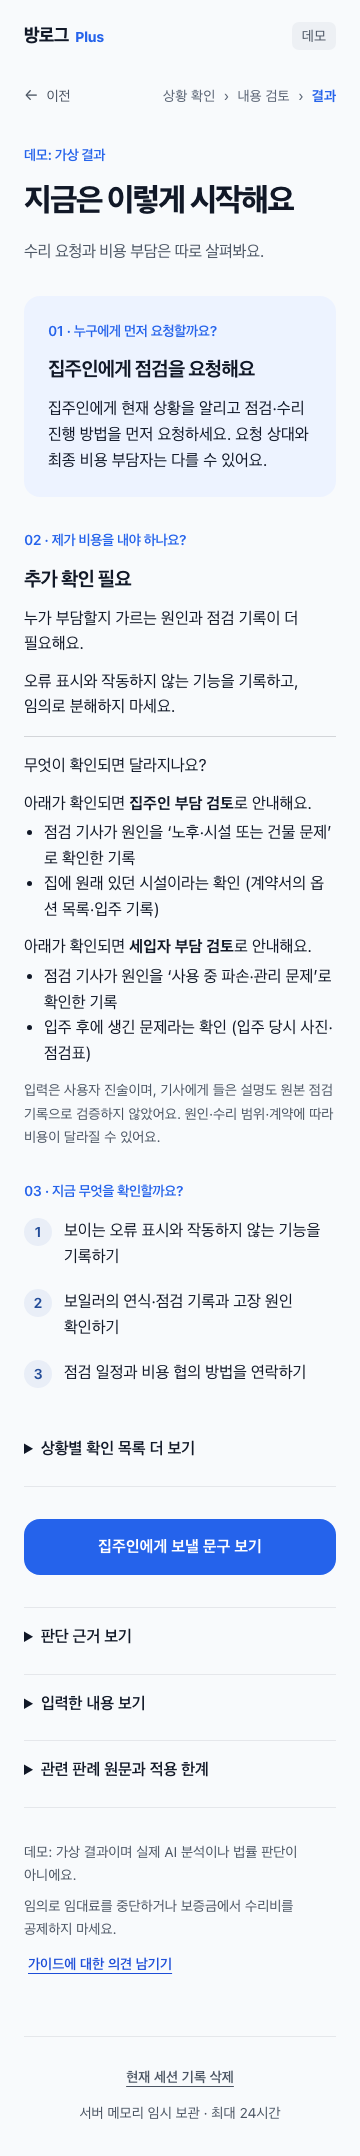 방로그 Plus 데모
← 이전 상황 확인 › 내용 검토 › 결과
데모: 가상 결과
지금은 이렇게 시작해요
수리 요청과 비용 부담은 따로 살펴봐요.
01 · 누구에게 먼저 요청할까요?
집주인에게 점검을 요청해요
집주인에게 현재 상황을 알리고 점검·수리
진행 방법을 먼저 요청하세요. 요청 상대와
최종 비용 부담자는 다를 수 있어요.
02 · 제가 비용을 내야 하나요?
추가 확인 필요
누가 부담할지 가르는 원인과 점검 기록이 더
필요해요.
오류 표시와 작동하지 않는 기능을 기록하고,
임의로 분해하지 마세요.
무엇이 확인되면 달라지나요?
아래가 확인되면 집주인 부담 검토로 안내해요.
• 점검 기사가 원인을 ‘노후·시설 또는 건물 문제’
로 확인한 기록
• 집에 원래 있던 시설이라는 확인 (계약서의 옵
션 목록·입주 기록)
아래가 확인되면 세입자 부담 검토로 안내해요.
• 점검 기사가 원인을 ‘사용 중 파손·관리 문제’로
확인한 기록
• 입주 후에 생긴 문제라는 확인 (입주 당시 사진·
점검표)
입력은 사용자 진술이며, 기사에게 들은 설명도 원본 점검
기록으로 검증하지 않았어요. 원인·수리 범위·계약에 따라
비용이 달라질 수 있어요.
03 · 지금 무엇을 확인할까요?
1 보이는 오류 표시와 작동하지 않는 기능을
기록하기
2 보일러의 연식·점검 기록과 고장 원인
확인하기
3 점검 일정과 비용 협의 방법을 연락하기
▶ 상황별 확인 목록 더 보기
집주인에게 보낼 문구 보기
▶ 판단 근거 보기
▶ 입력한 내용 보기
▶ 관련 판례 원문과 적용 한계
데모: 가상 결과이며 실제 AI 분석이나 법률 판단이
아니에요.
임의로 임대료를 중단하거나 보증금에서 수리비를
공제하지 마세요.
가이드에 대한 의견 남기기
현재 세션 기록 삭제
서버 메모리 임시 보관 · 최대 24시간